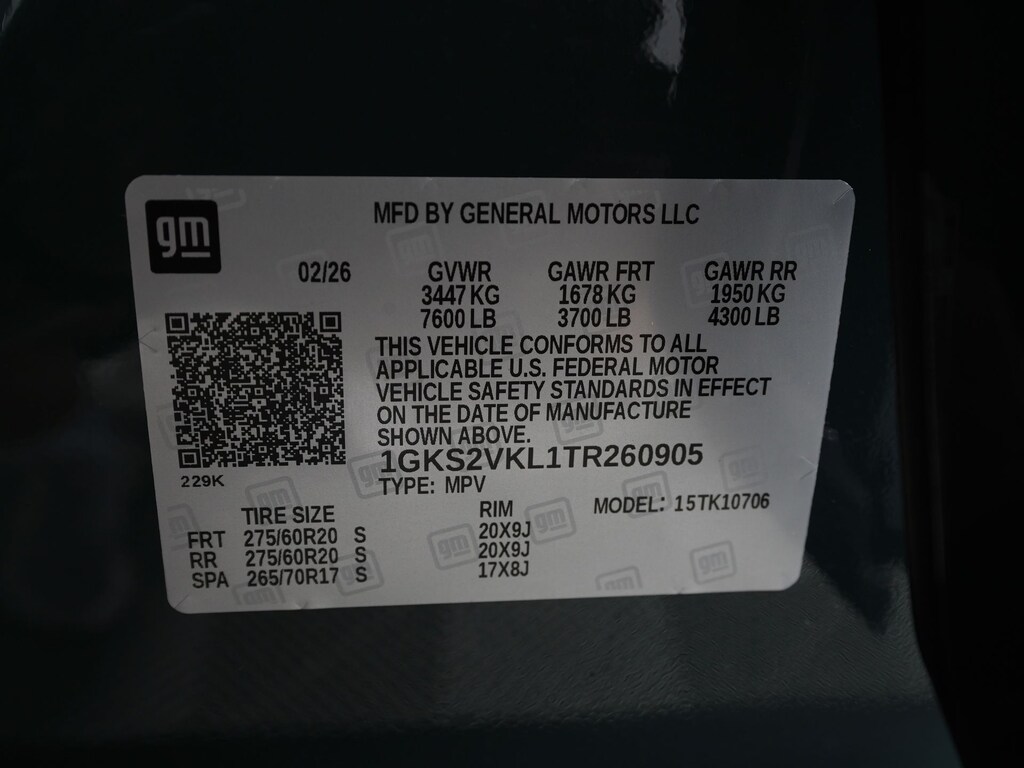 gm
MFD BY GENERAL MOTORS LLC
02/26 GVWR GAWR FRT GAWR RR
3447 KG 1678 KG 1950 KG
7600 LB 3700 LB 4300 LB
THIS VEHICLE CONFORMS TO ALL
APPLICABLE U.S. FEDERAL MOTOR
VEHICLE SAFETY STANDARDS IN EFFECT
ON THE DATE OF MANUFACTURE
SHOWN ABOVE.
1GKS2VKL1TR260905
229K
TYPE: MPV
TIRE SIZE RIM MODEL: 15TK10706
FRT 275/60R20 S 20X9J
RR 275/60R20 S 20X9J
SPA 265/70R17 S 17X8J